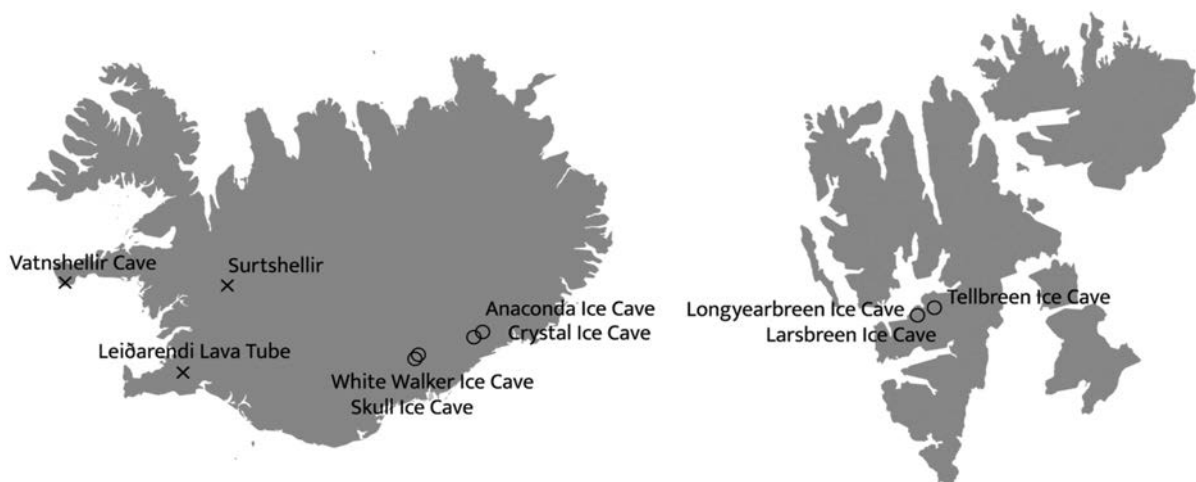 Vatnshellir Cave
Surtshellir
Leiðarendi Lava Tube
Anaconda Ice Cave
Crystal Ice Cave
White Walker Ice Cave
Skull Ice Cave
Longyearbreen Ice Cave
Tellbreen Ice Cave
Larsbreen Ice Cave